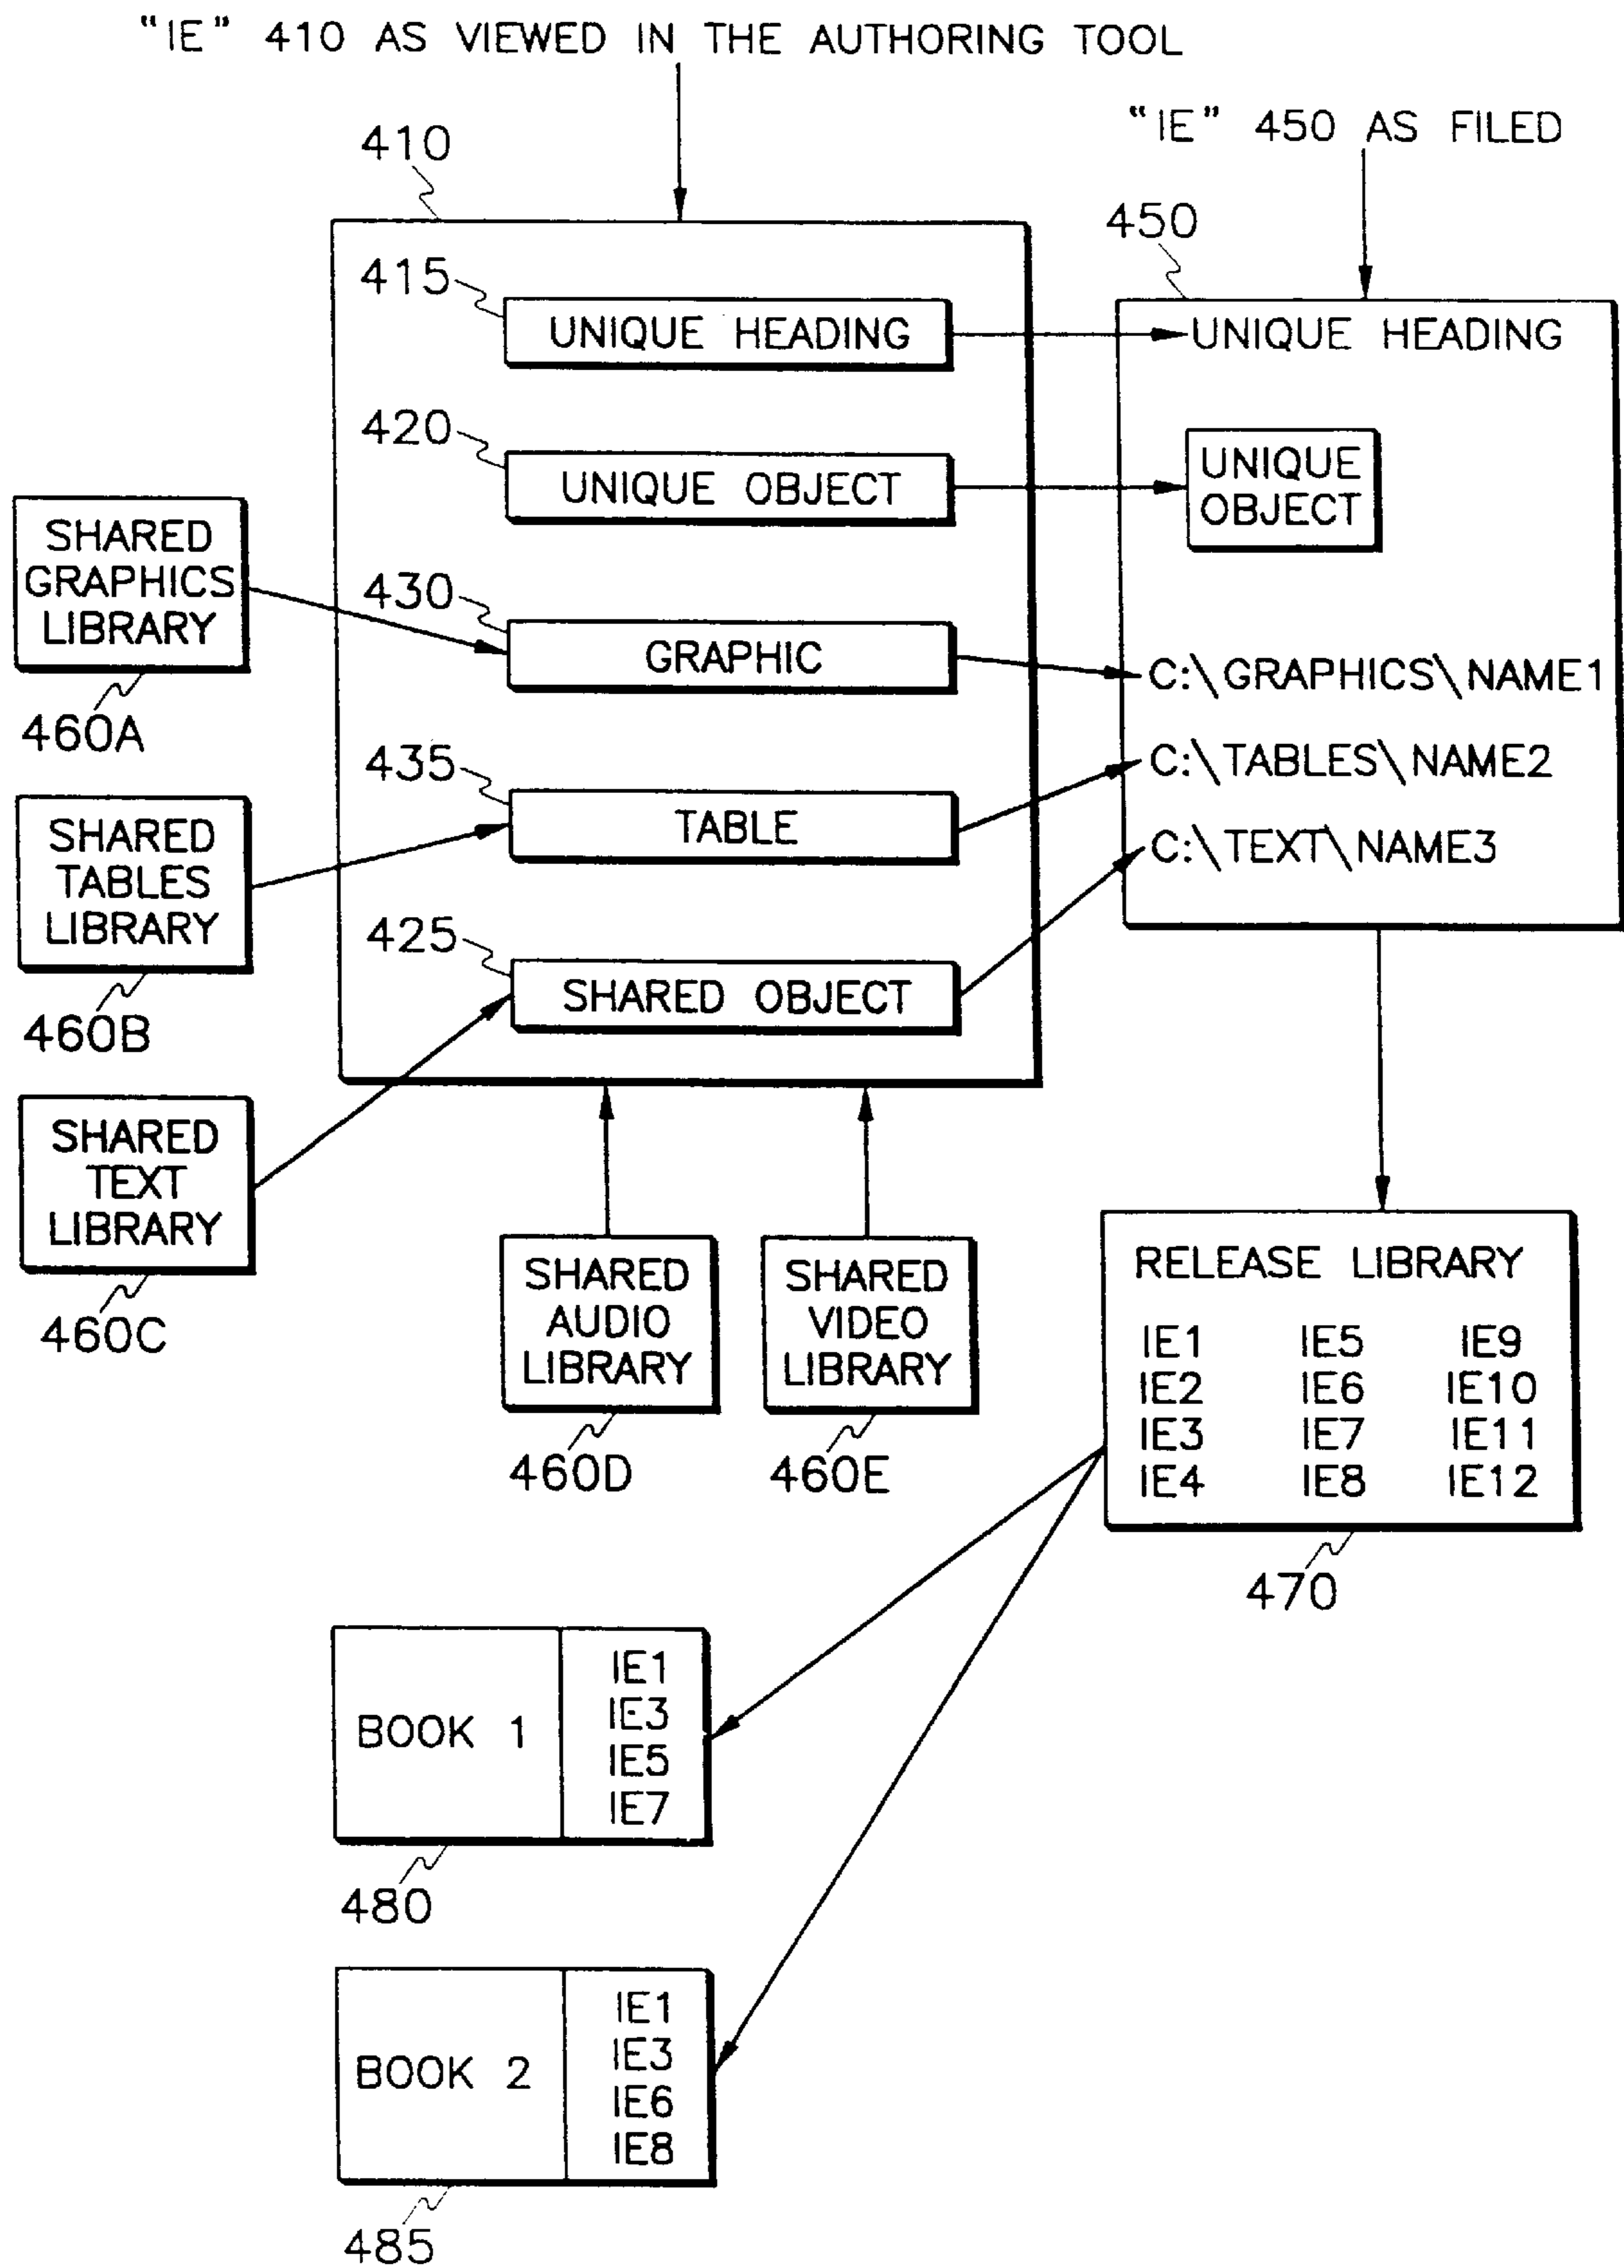 "IE" 410 AS VIEWED IN THE AUTHORING TOOL
"IE" 450 AS FILED
410
450
415
UNIQUE HEADING
UNIQUE HEADING
420
UNIQUE OBJECT
UNIQUE
OBJECT
SHARED
GRAPHICS
LIBRARY
460A
430
GRAPHIC
C:\GRAPHICS\NAME1
435
TABLE
C:\TABLES\NAME2
SHARED
TABLES
LIBRARY
460B
C:\TEXT\NAME3
425
SHARED OBJECT
SHARED
TEXT
LIBRARY
460C
SHARED
AUDIO
LIBRARY
460D
SHARED
VIDEO
LIBRARY
460E
RELEASE LIBRARY
IE1 IE5 IE9
IE2 IE6 IE10
IE3 IE7 IE11
IE4 IE8 IE12
470
BOOK 1
IE1
IE3
IE5
IE7
480
BOOK 2
IE1
IE3
IE6
IE8
485